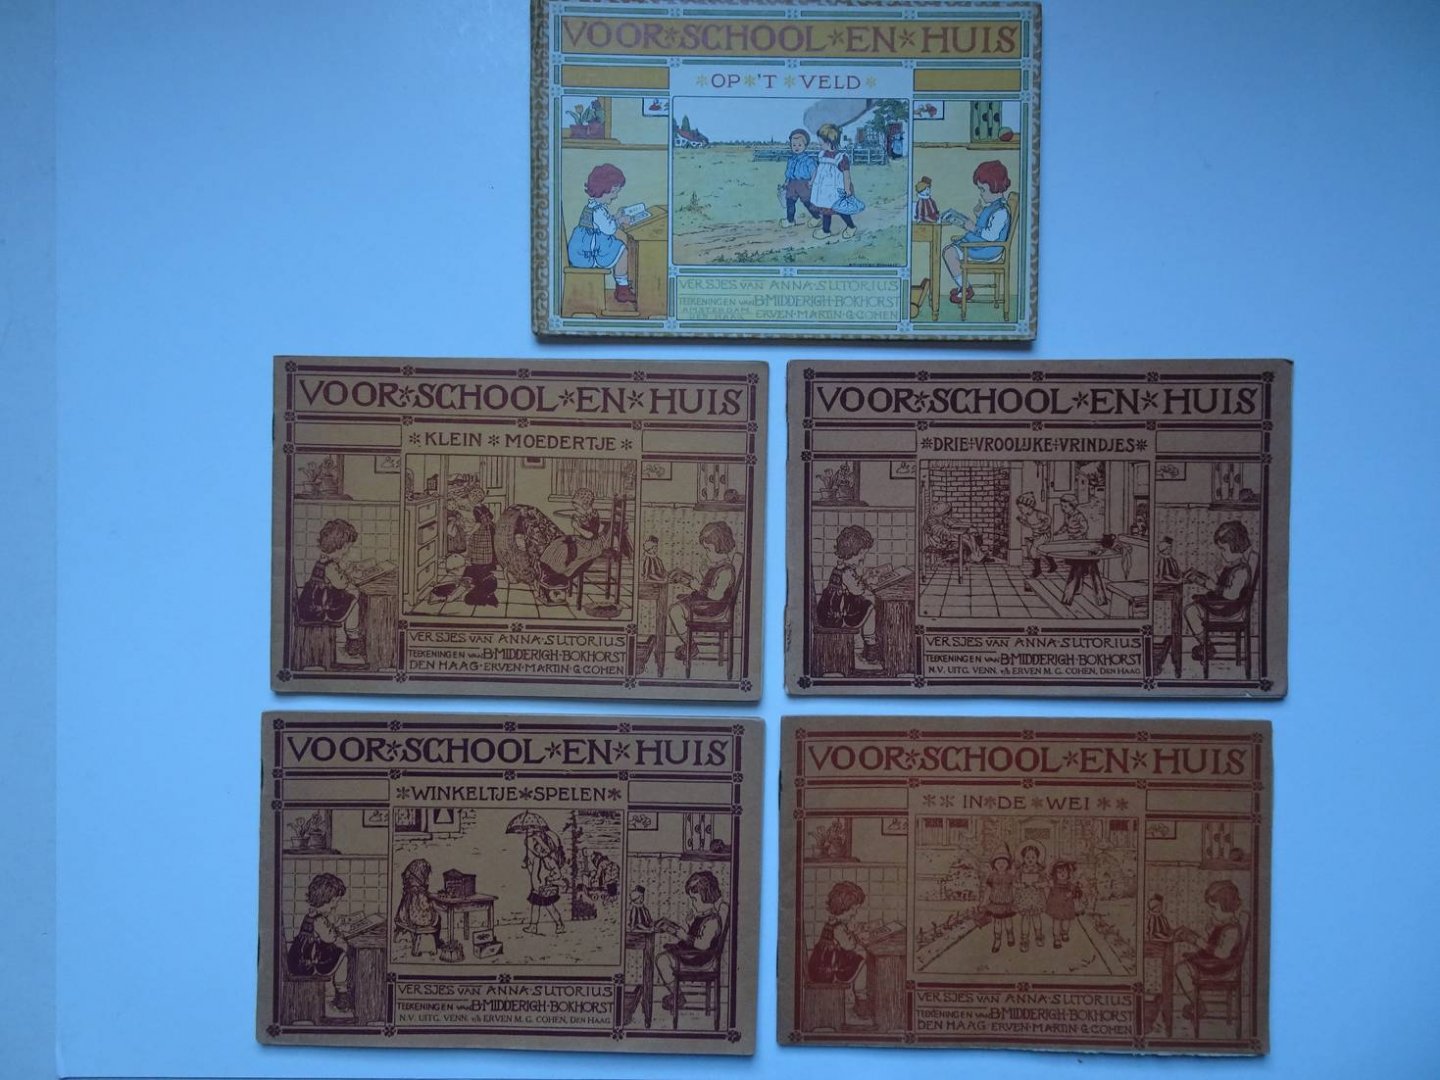 VOOR SCHOOL EN HUIS
OP 'T VELD
VERSJES VAN ANNA SUTORIUS
TEEKENINGEN VAN B. MIDDERIGH-BOKHORST
AMSTERDAM
ERVEN MARTIN G. COHEN
VOOR SCHOOL EN HUIS
KLEIN MOEDERTJE
VERSJES VAN ANNA SUTORIUS
TEEKENINGEN VAN B. MIDDERIGH-BOKHORST
DEN HAAG - ERVEN MARTIN G. COHEN
VOOR SCHOOL EN HUIS
DRIE VROOLIJKE VRINDJES
VERSJES VAN ANNA SUTORIUS
TEEKENINGEN VAN B. MIDDERIGH-BOKHORST
N.V. UITG. VENN. v/h ERVEN M. G. COHEN, DEN HAAG
VOOR SCHOOL EN HUIS
WINKELTJE SPELEN
VERSJES VAN ANNA SUTORIUS
TEEKENINGEN VAN B. MIDDERIGH-BOKHORST
N.V. UITG. VENN. v/h ERVEN M. G. COHEN, DEN HAAG
VOOR SCHOOL EN HUIS
IN DE WEI
VERSJES VAN ANNA SUTORIUS
TEEKENINGEN VAN B. MIDDERIGH-BOKHORST
DEN HAAG - ERVEN MARTIN G. COHEN